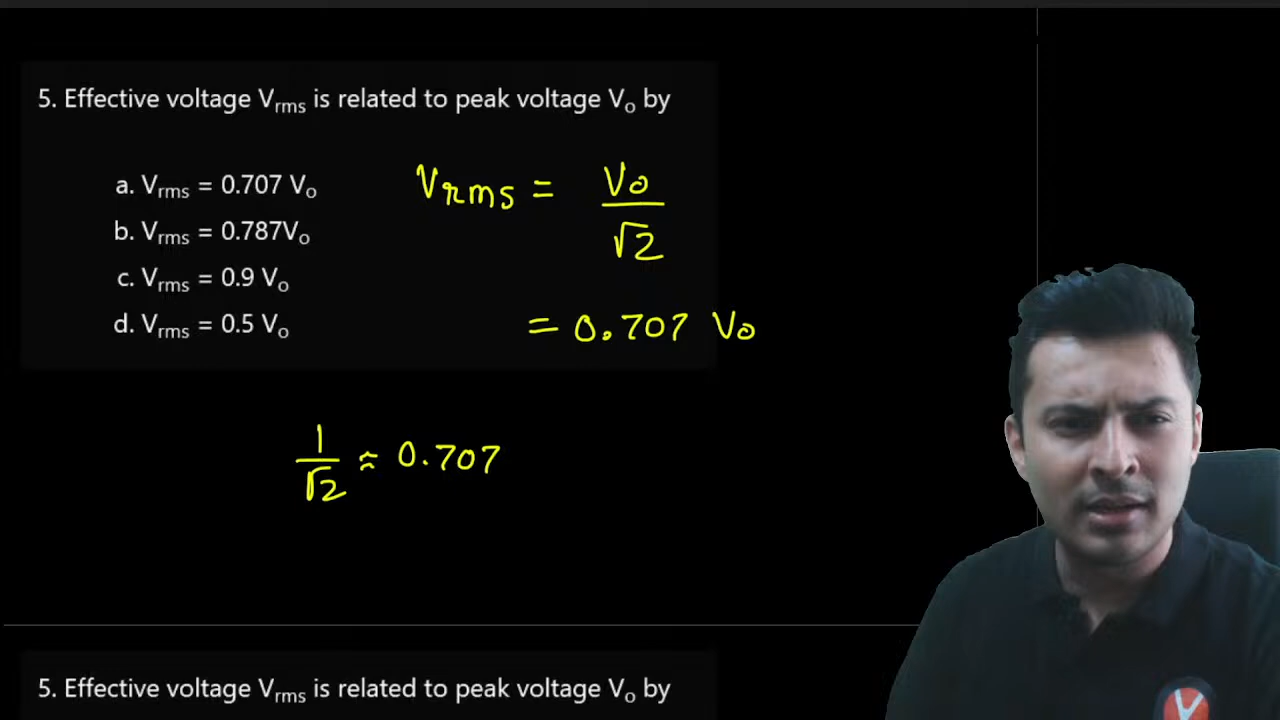 5. Effective voltage Vrms is related to peak voltage Vo by
a. Vrms = 0.707 Vo
b. Vrms = 0.787Vo
c. Vrms = 0.9 Vo
d. Vrms = 0.5 Vo
Vrms = Vo/√2
= 0.707 Vo
1/√2 ≈ 0.707
5. Effective voltage Vrms is related to peak voltage Vo by